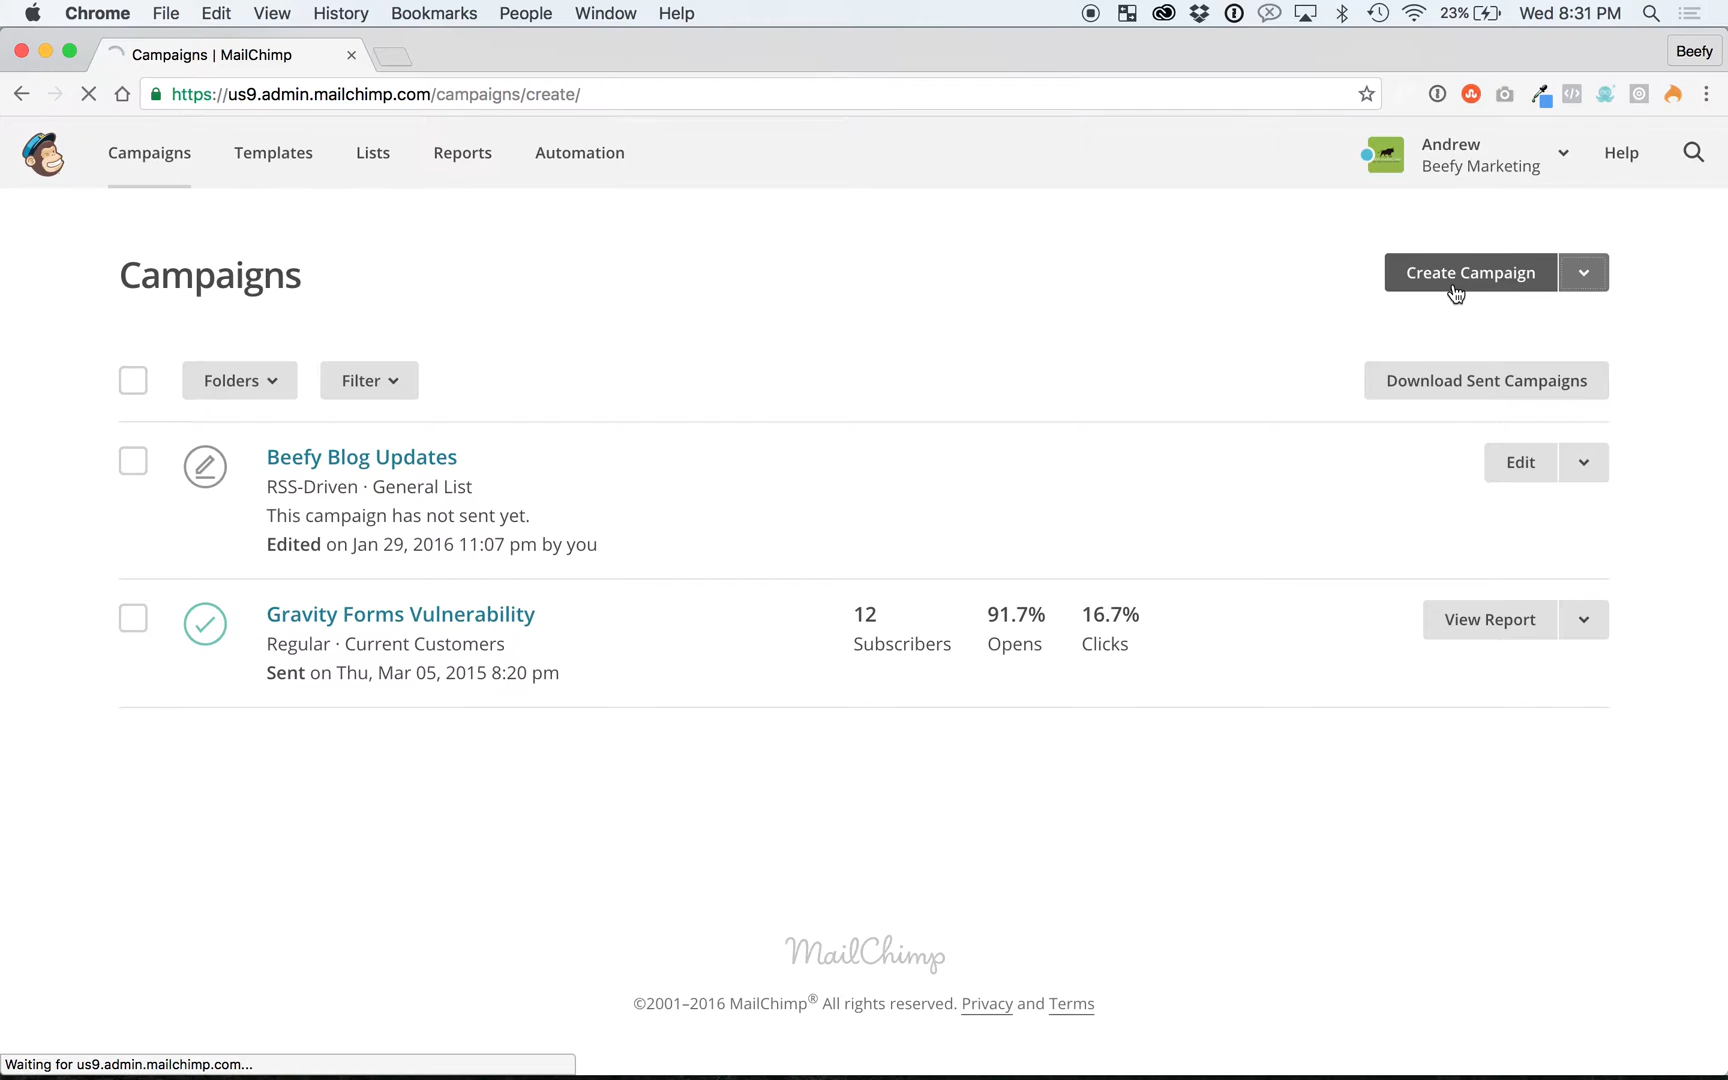 Chrome File Edit View History Bookmarks People Window Help 23% Wed 8:31 PM
Campaigns | MailChimp Beefy
https://us9.admin.mailchimp.com/campaigns/create/
Campaigns Templates Lists Reports Automation Andrew Help
Beefy Marketing
Campaigns Create Campaign
Folders Filter Download Sent Campaigns
Beefy Blog Updates Edit
RSS-Driven · General List
This campaign has not sent yet.
Edited on Jan 29, 2016 11:07 pm by you
Gravity Forms Vulnerability 12 91.7% 16.7% View Report
Regular · Current Customers Subscribers Opens Clicks
Sent on Thu, Mar 05, 2015 8:20 pm
MailChimp
©2001–2016 MailChimp® All rights reserved. Privacy and Terms
Waiting for us9.admin.mailchimp.com...